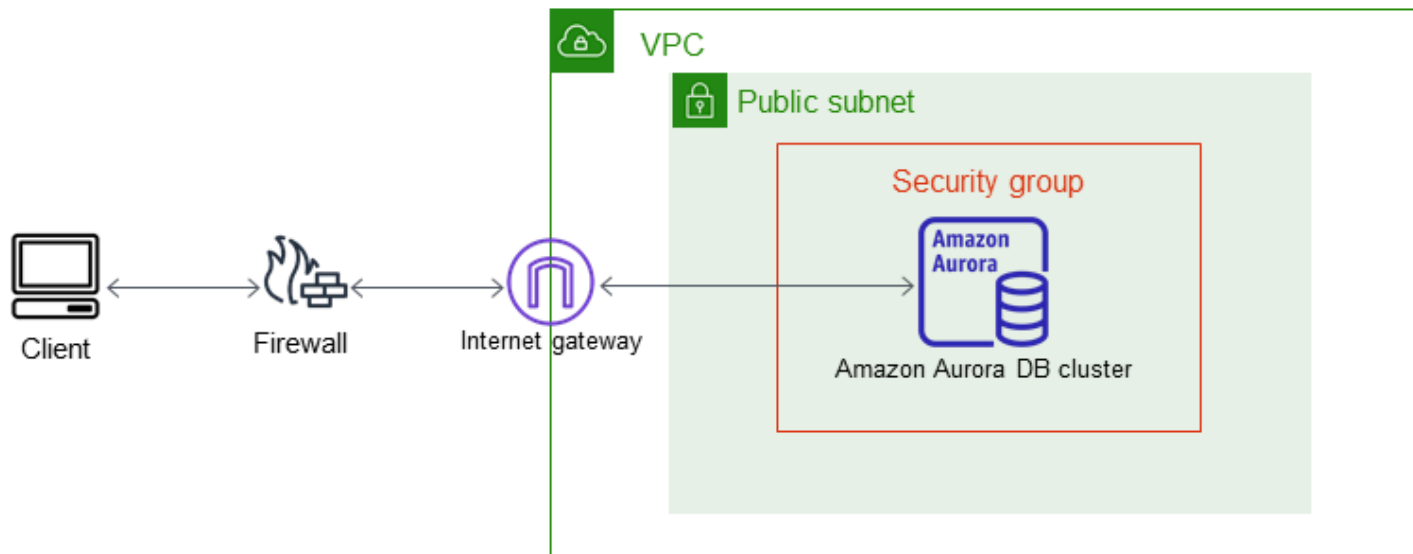 VPC
Public subnet
Security group
Amazon
Aurora
Client
Firewall
Internet gateway
Amazon Aurora DB cluster